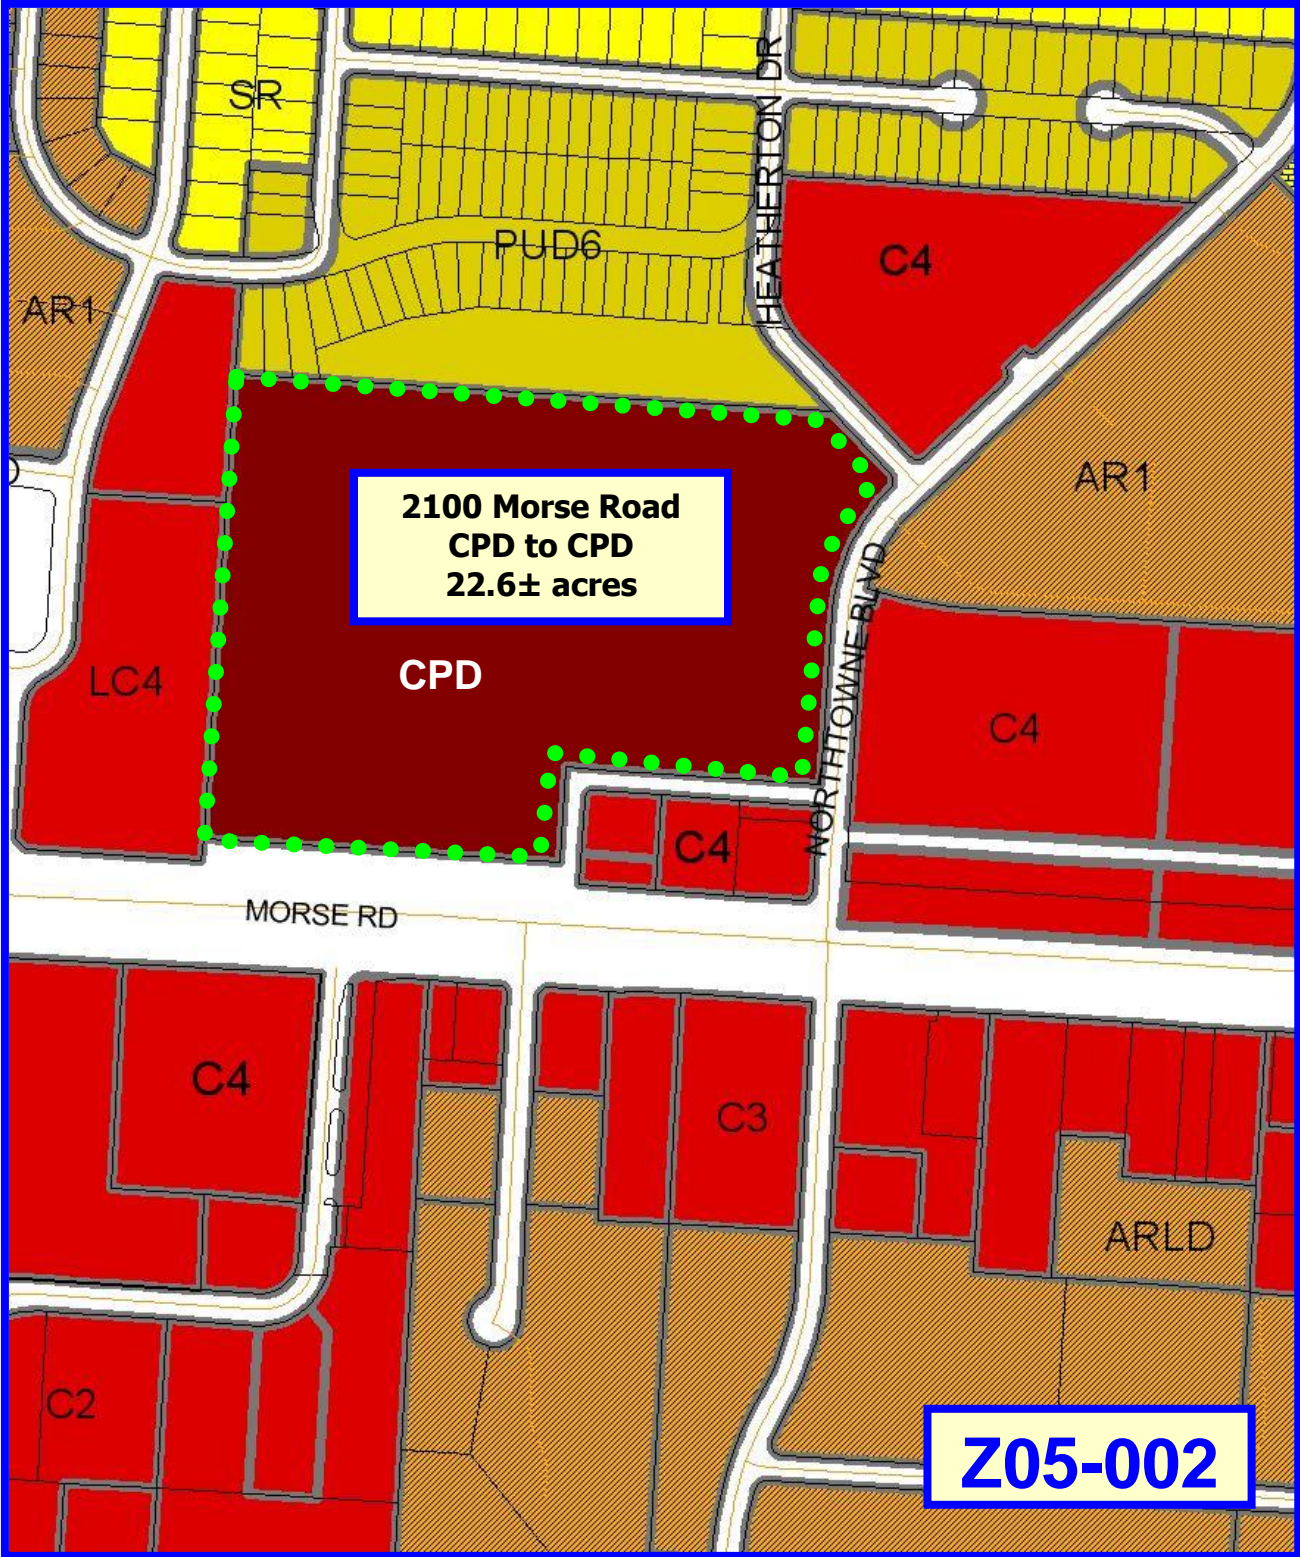 SR
HEATHERTON DR
PUD6
C4
AR1
AR1
2100 Morse Road
CPD to CPD
22.6± acres
CPD
LC4
NORTHTOWNE BLVD
C4
C4
MORSE RD
C4
C3
ARLD
C2
Z05-002